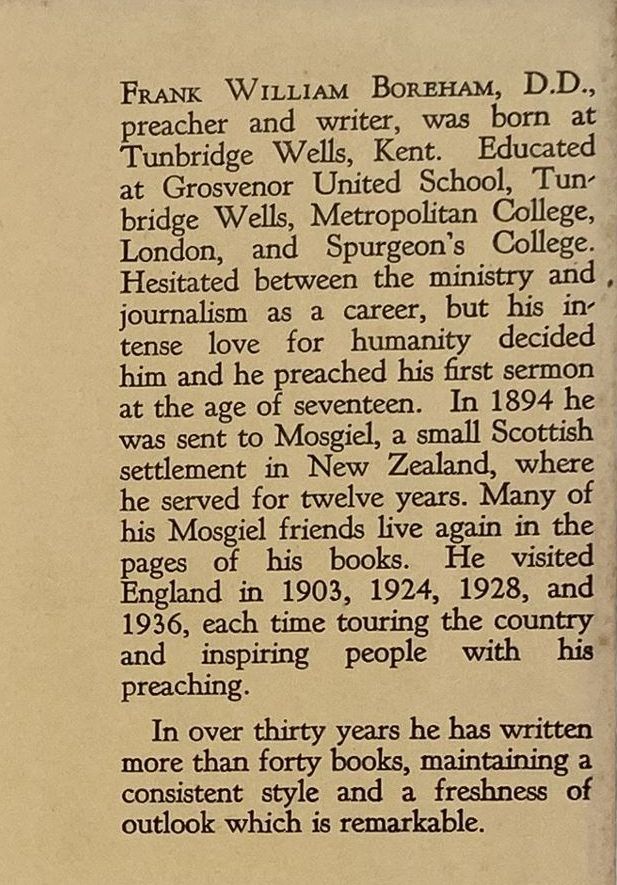 FRANK WILLIAM BOREHAM, D.D.,
preacher and writer, was born at
Tunbridge Wells, Kent. Educated
at Grosvenor United School, Tun-
bridge Wells, Metropolitan College,
London, and Spurgeon's College.
Hesitated between the ministry and
journalism as a career, but his in-
tense love for humanity decided
him and he preached his first sermon
at the age of seventeen. In 1894 he
was sent to Mosgiel, a small Scottish
settlement in New Zealand, where
he served for twelve years. Many of
his Mosgiel friends live again in the
pages of his books. He visited
England in 1903, 1924, 1928, and
1936, each time touring the country
and inspiring people with his
preaching.
In over thirty years he has written
more than forty books, maintaining a
consistent style and a freshness of
outlook which is remarkable.